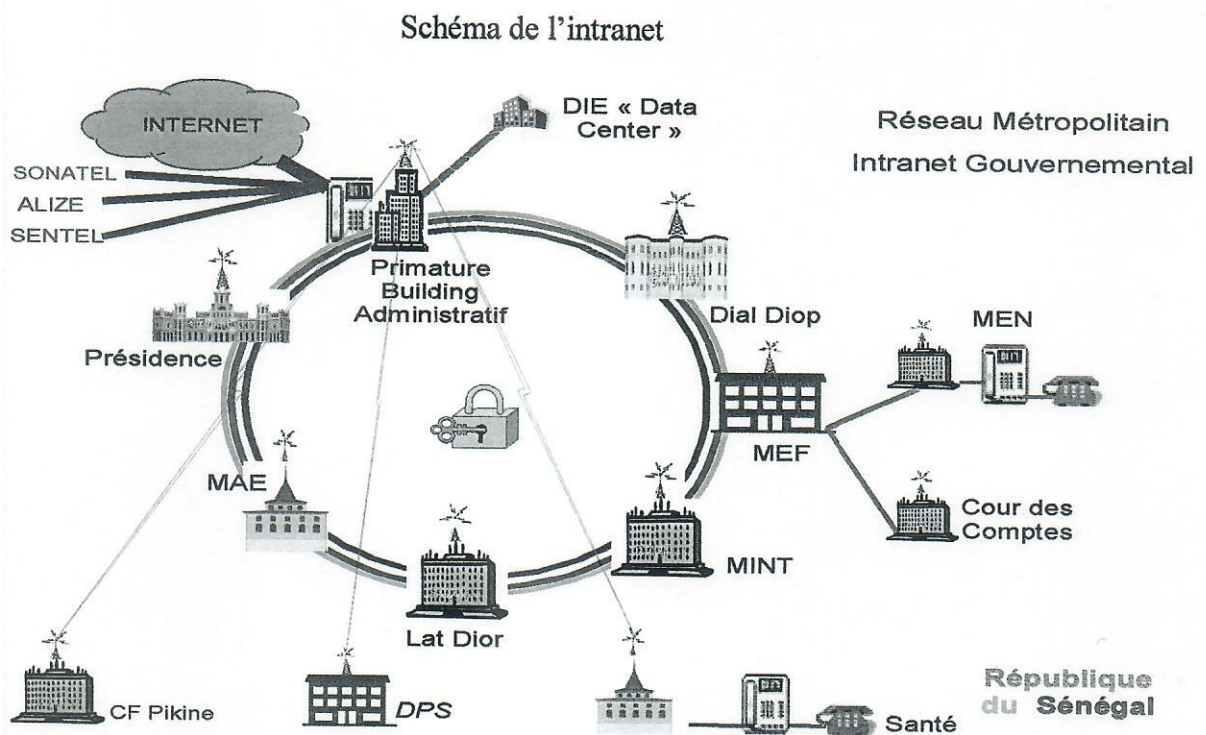 Schéma de l'intranet
INTERNET
DIE « Data
Center »
Réseau Métropolitain
Intranet Gouvernemental
SONATEL
ALIZE
SENTEL
Primature
Building
Administratif
Dial Diop
Présidence
MEN
MEF
MAE
Cour des
Comptes
MINT
Lat Dior
CF Pikine
DPS
Santé
République
du Sénégal